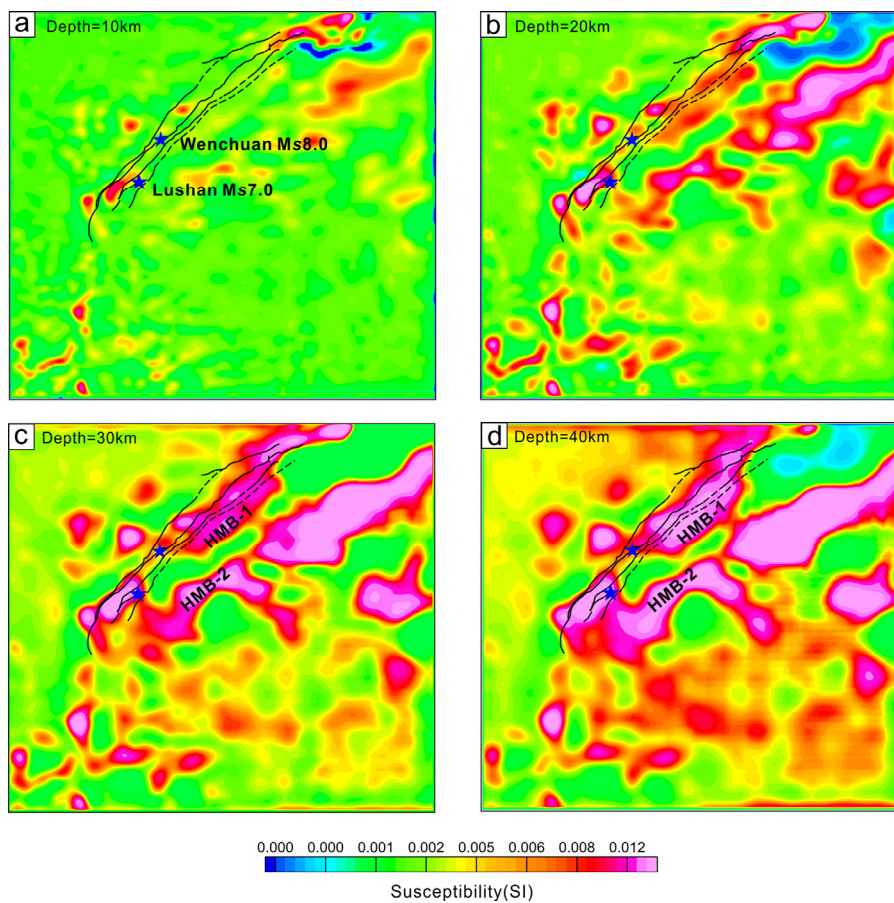 a
Depth=10km
Wenchuan Ms8.0
Lushan Ms7.0
b
Depth=20km
c
Depth=30km
HMB-1
HMB-2
d
Depth=40km
HMB-1
HMB-2
0.000 0.000 0.001 0.002 0.005 0.006 0.008 0.012
Susceptibility(SI)